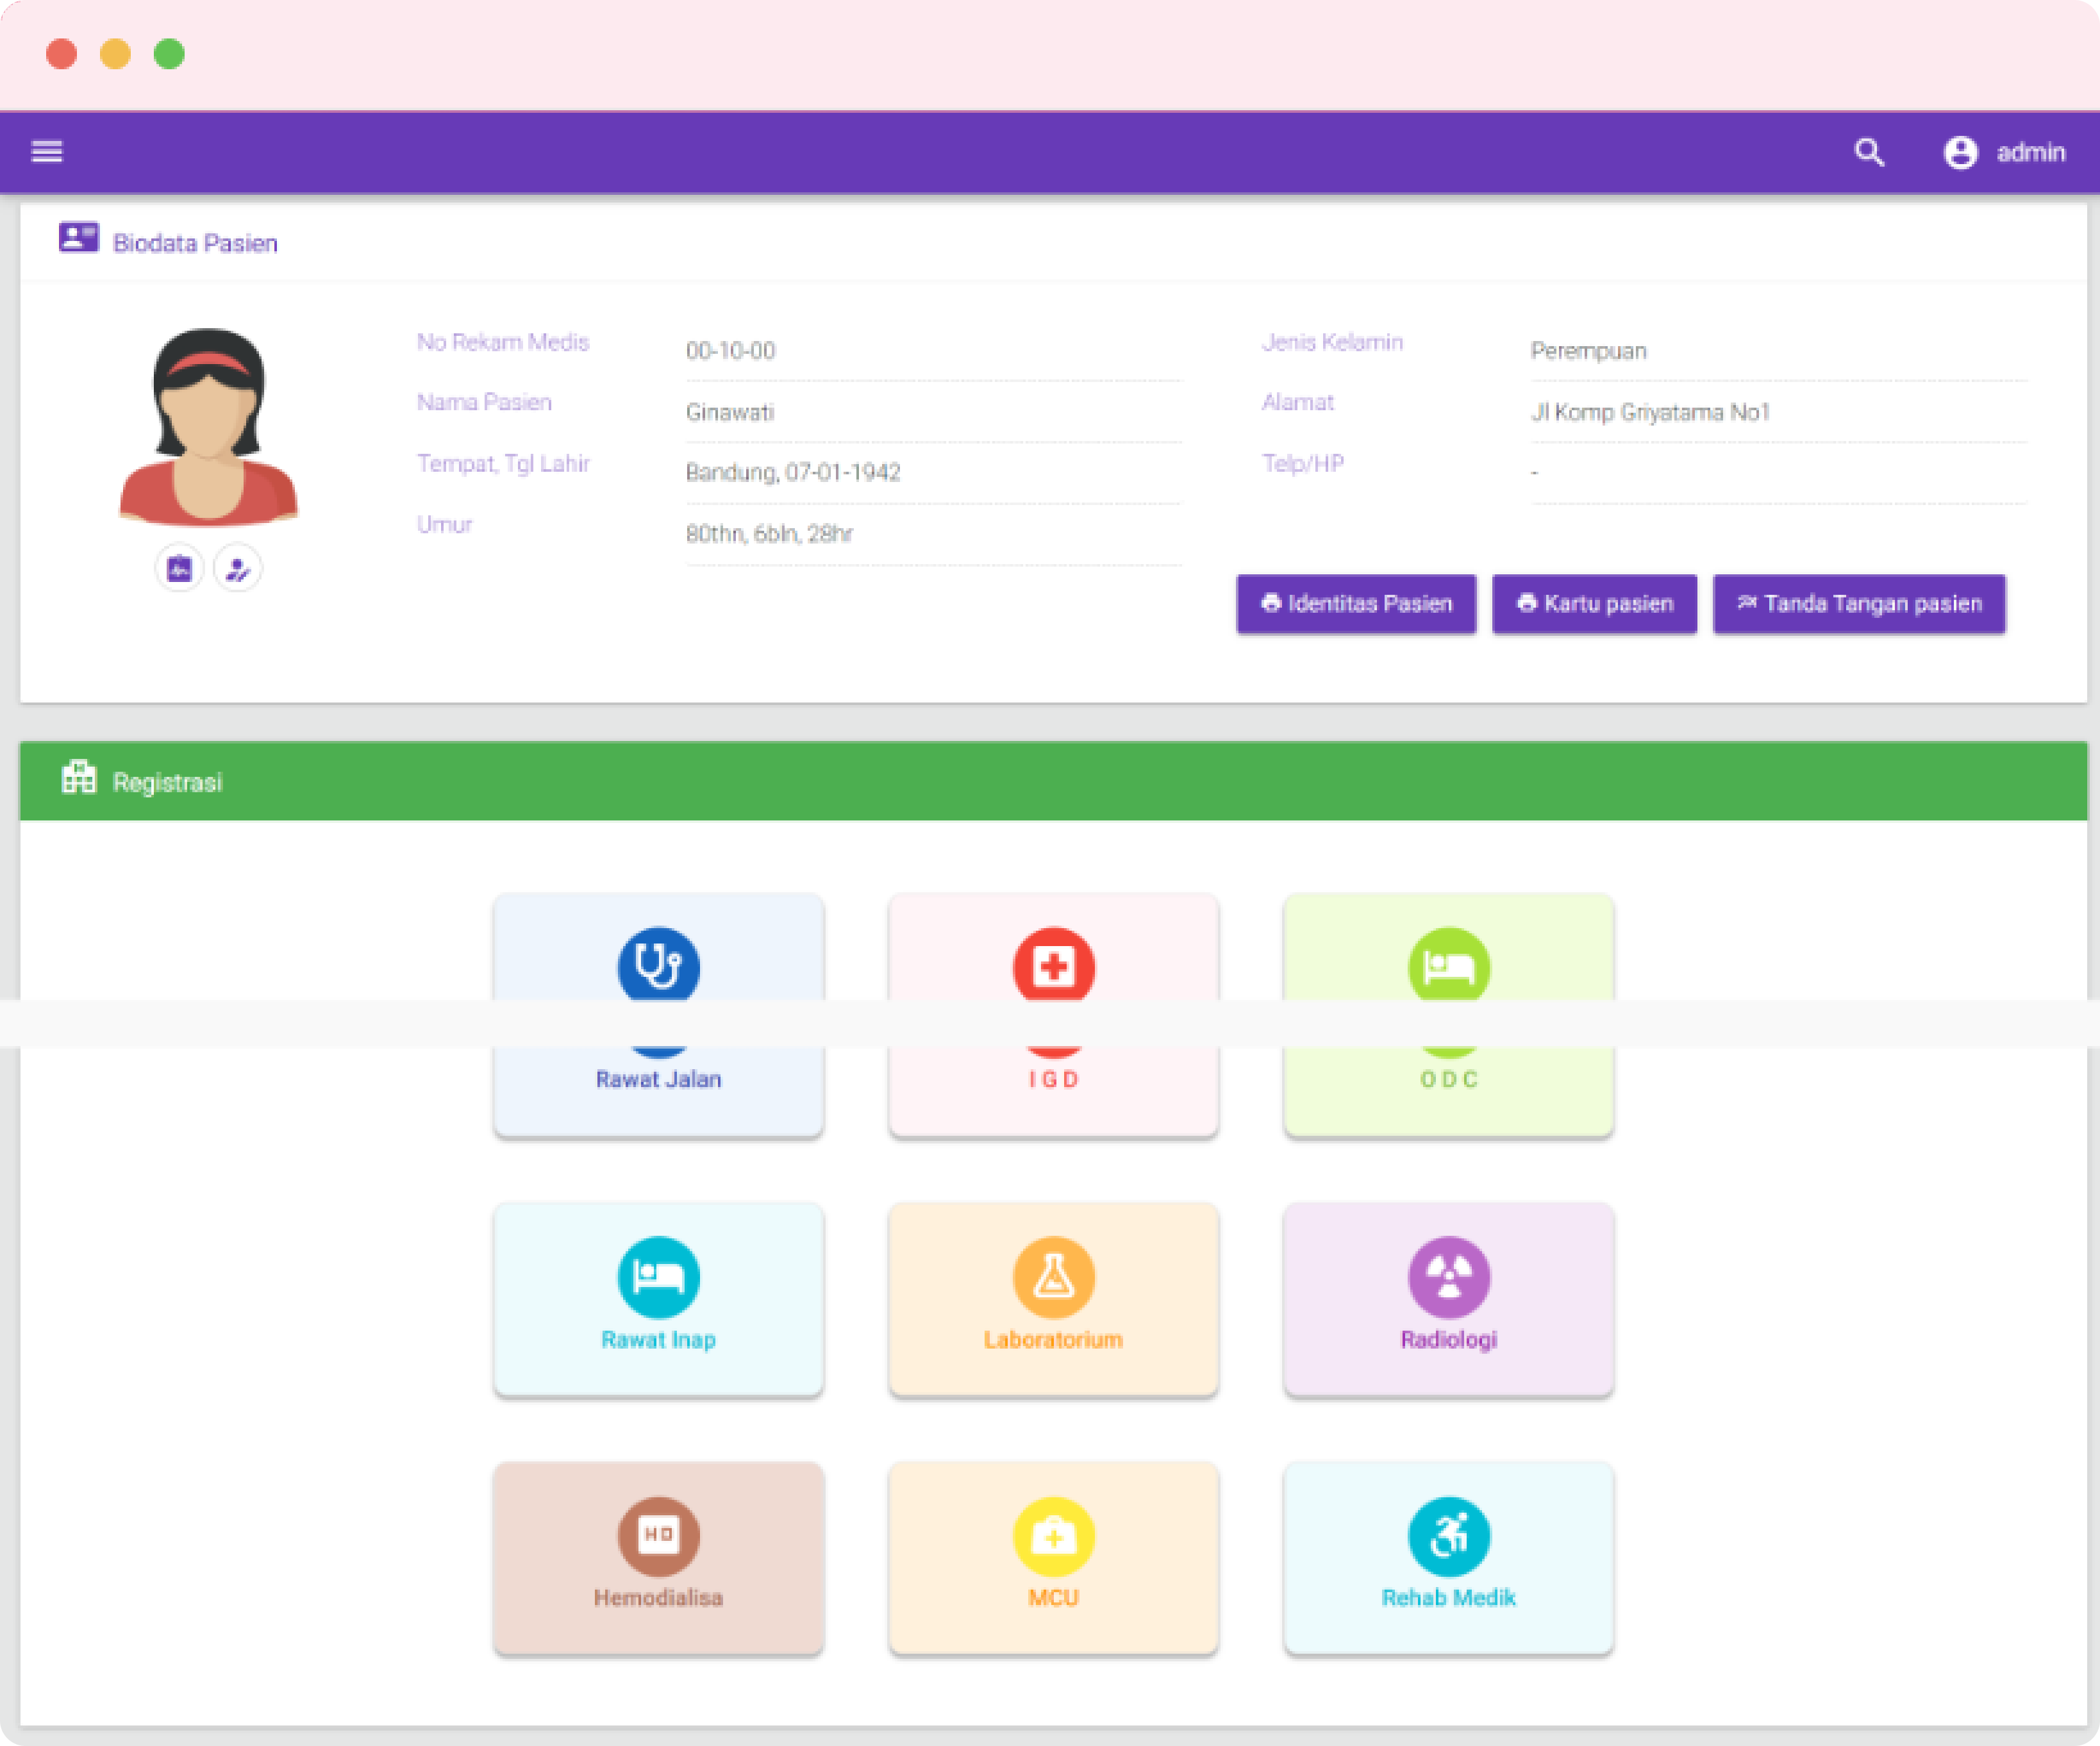 admin
Biodata Pasien
No Rekam Medis 00-10-00 Jenis Kelamin Perempuan
Nama Pasien Ginawati Alamat Jl Komp Griyatama No1
Tempat, Tgl Lahir Bandung, 07-01-1942 Telp/HP -
Umur 80thn, 6bln, 28hr
Identitas Pasien Kartu pasien Tanda Tangan pasien
Registrasi
Rawat Jalan I G D O D C
Rawat Inap Laboratorium Radiologi
HD
Hemodialisa MCU Rehab Medik